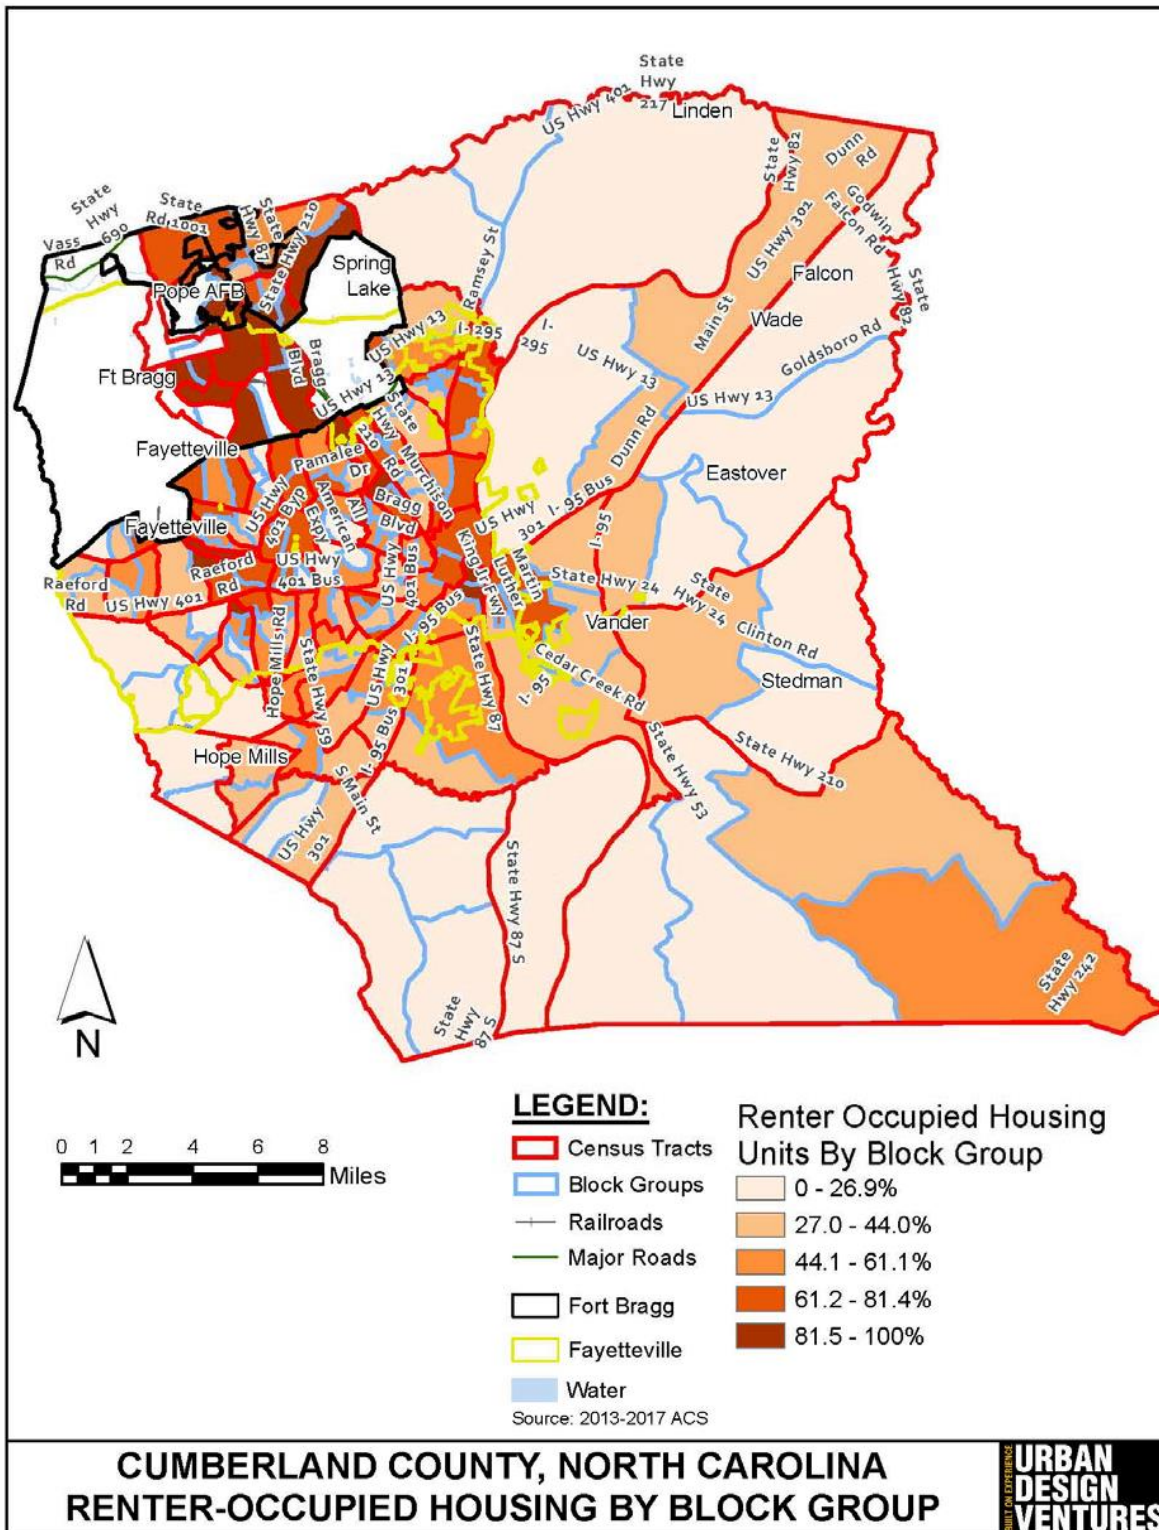 State
Hwy
217
US Hwy 401
Linden
State
Hwy 82
Dunn
Rd
State
Hwy
690
State
Rd 1001
State
Hwy
87
State Hwy 210
Godwin
Falcon Rd
US Hwy 301
Vass
Rd
Spring
Lake
Ramsey St
Falcon
State
Hwy 82
Pope AFB
Main St
Wade
US Hwy 13
I- 295
I-
295
Goldsboro Rd
US Hwy 13
Ft Bragg
Bragg
Blvd
US Hwy 13
US Hwy 13
State
Hwy
210
Murchison
Rd
Dunn Rd
Fayetteville
Pamalee
Dr
Eastover
US Hwy
401 Byp
All
American
Expy
Bragg
Blvd
US Hwy
301
I- 95 Bus
Fayetteville
I-95
Raeford
Rd
US Hwy
401 Bus
US Hwy
401 Bus
Martin
Luther
King Jr Fwy
State Hwy 24
State
Hwy 24
Raeford
Rd
US Hwy 401
I- 95 Bus
Vander
Clinton Rd
Hope Mills Rd
State Hwy 59
US Hwy
301
State Hwy 87
Cedar Creek Rd
I- 95
Stedman
Hope Mills
I- 95 Bus
State Hwy 53
State Hwy 210
S Main St
US Hwy
301
State Hwy 87 S
State
Hwy
87 S
State
Hwy 242
N
0 1 2 4 6 8
Miles
LEGEND:
Census Tracts
Block Groups
Railroads
Major Roads
Fort Bragg
Fayetteville
Water
Source: 2013-2017 ACS
Renter Occupied Housing
Units By Block Group
0 - 26.9%
27.0 - 44.0%
44.1 - 61.1%
61.2 - 81.4%
81.5 - 100%
CUMBERLAND COUNTY, NORTH CAROLINA
RENTER-OCCUPIED HOUSING BY BLOCK GROUP
BUILT ON EXPERIENCE
URBAN
DESIGN
VENTURES